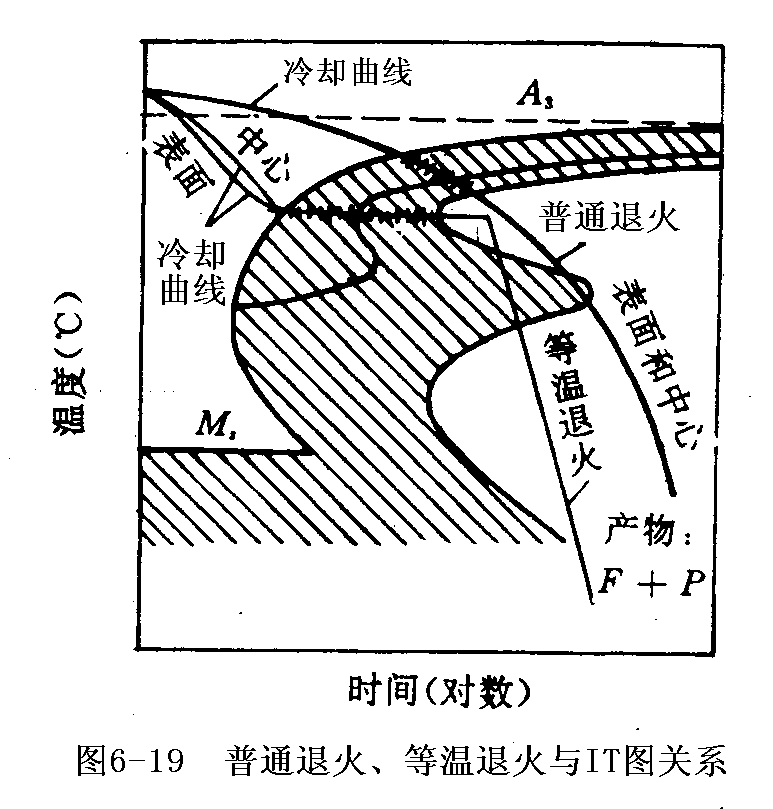 冷却曲线
A₃
中心
表面
冷却
曲线
普通退火
表面和中心
等温退火
Mₛ
产物：
F + P
温度(℃)
时间(对数)
图6-19 普通退火、等温退火与IT图关系